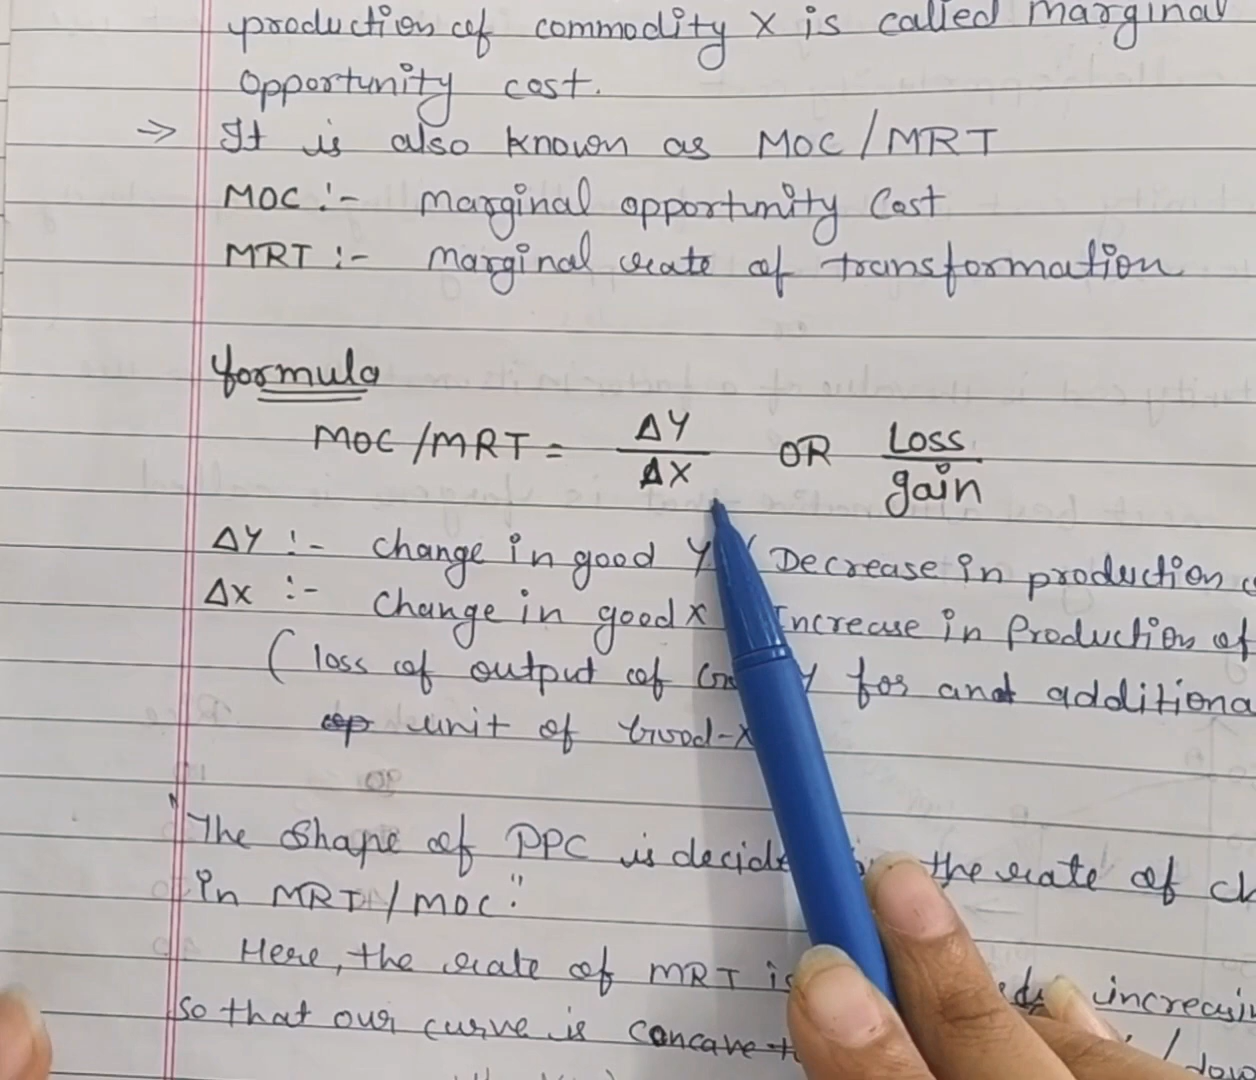 production of commodity X is called marginal
opportunity cost.
⇒ It is also known as MOC/MRT
MOC :- marginal opportunity Cost
MRT :- marginal rate of transformation
formula
MOC/MRT = ΔY/ΔX OR Loss/gain
ΔY :- change in good Y (Decrease in production
Δx :- change in good x Increase in Production of
(loss of output of Y for and additiona
unit of Good-X
"The Shape of PPC is decide the rate of ch
in MRT/MOC."
Here, the rate of MRT is increasin
so that our curve is concave